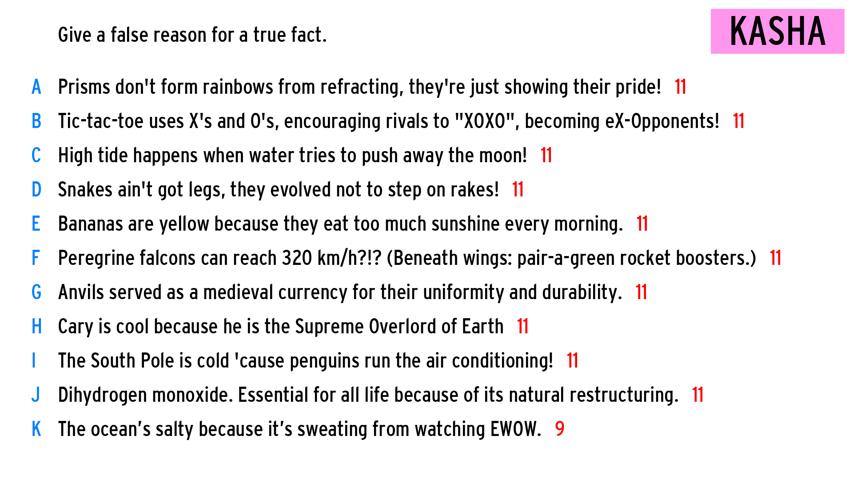 Give a false reason for a true fact.
KASHA
A Prisms don't form rainbows from refracting, they're just showing their pride! 11
B Tic-tac-toe uses X's and O's, encouraging rivals to "XOXO", becoming eX-Opponents! 11
C High tide happens when water tries to push away the moon! 11
D Snakes ain't got legs, they evolved not to step on rakes! 11
E Bananas are yellow because they eat too much sunshine every morning. 11
F Peregrine falcons can reach 320 km/h?!? (Beneath wings: pair-a-green rocket boosters.) 11
G Anvils served as a medieval currency for their uniformity and durability. 11
H Cary is cool because he is the Supreme Overlord of Earth 11
I The South Pole is cold 'cause penguins run the air conditioning! 11
J Dihydrogen monoxide. Essential for all life because of its natural restructuring. 11
K The ocean’s salty because it’s sweating from watching EWOW. 9